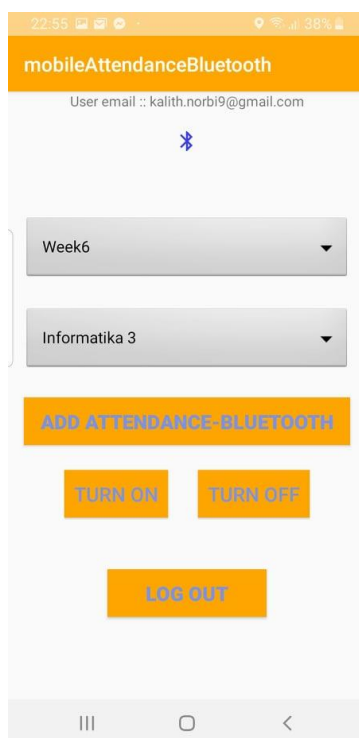 22:55 38%
mobileAttendanceBluetooth
User email :: kalith.norbi9@gmail.com
Week6
Informatika 3
ADD ATTENDANCE-BLUETOOTH
TURN ON TURN OFF
LOG OUT